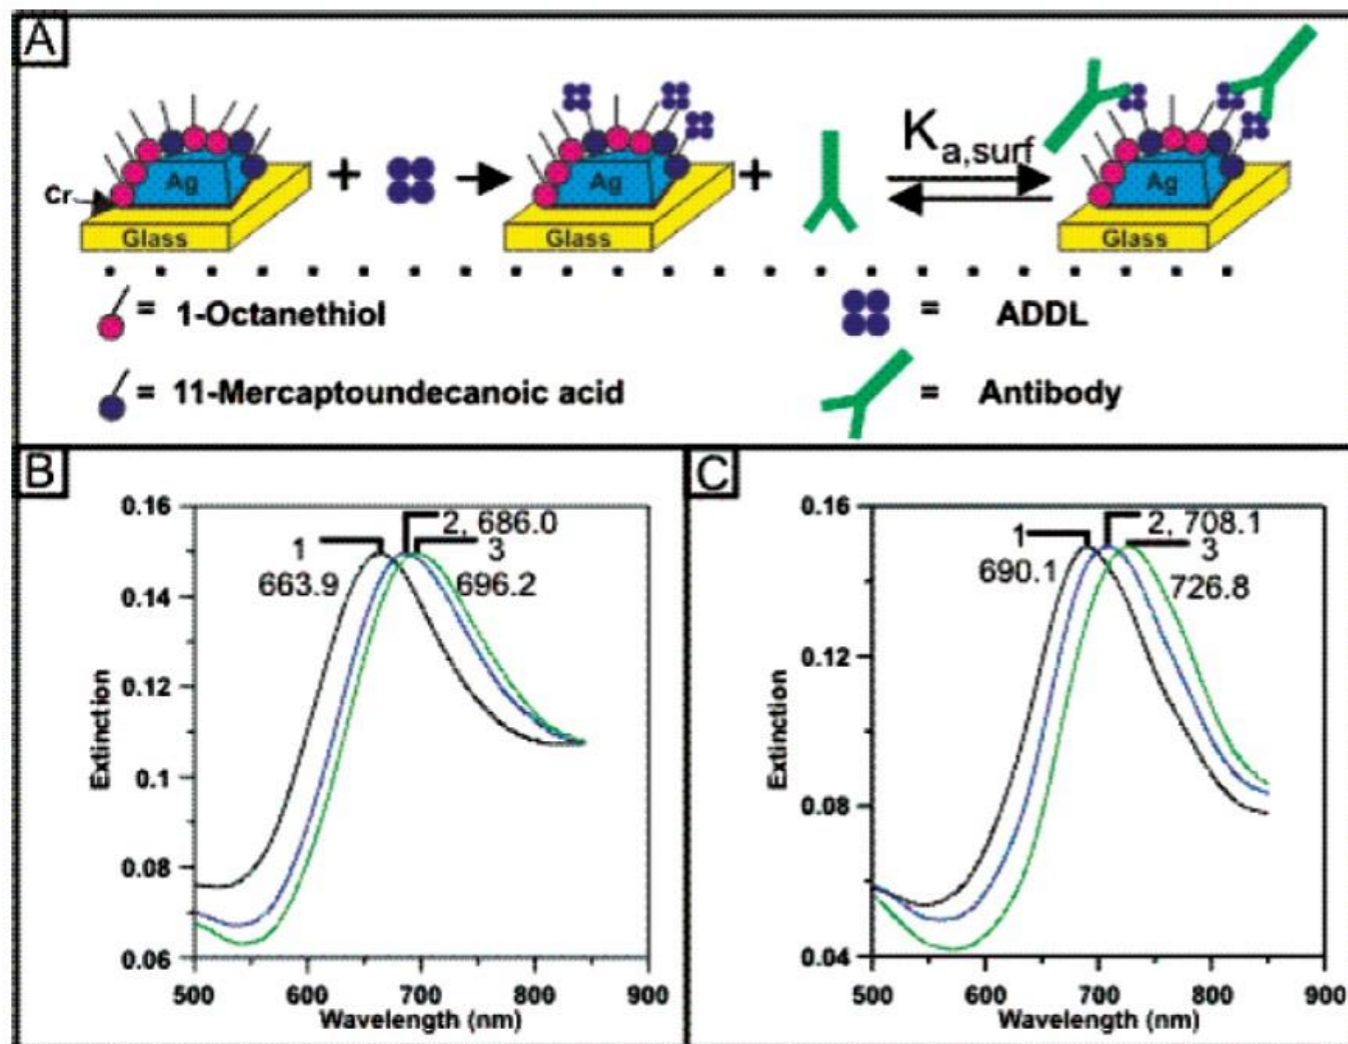 A
Ka,surf
+
+
Ag
Ag
Ag
Cr
Glass
Glass
Glass
= 1-Octanethiol
= ADDL
= 11-Mercaptoundecanoic acid
= Antibody
B
0.16
0.14
0.12
0.1
0.08
0.06
Extinction
1
663.9
2, 686.0
3
696.2
500
600
700
800
900
Wavelength (nm)
C
0.16
0.12
0.08
0.04
Extinction
1
690.1
2, 708.1
3
726.8
500
600
700
800
900
Wavelength (nm)